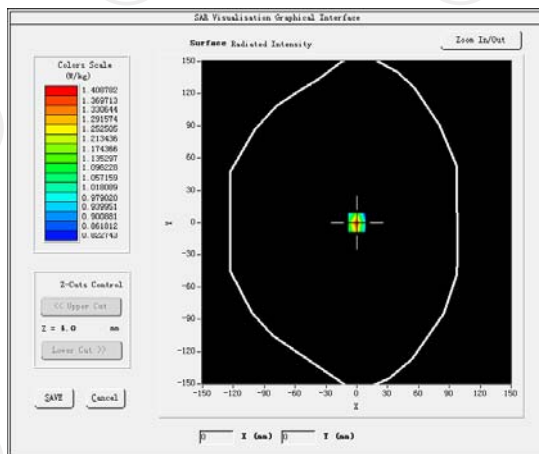 SAR Visualisation Graphical Interface
Surface Radiated Intensity
Zoom In/Out
Colors Scale
(W/kg)
1.408782
1.369713
1.330644
1.291574
1.252505
1.213436
1.174366
1.135297
1.096228
1.057159
1.018089
0.979020
0.939951
0.900881
0.861812
0.822743
150
120
90
60
30
0
-30
-60
-90
-120
-150
Y
-150 -120 -90 -60 -30 0 30 60 90 120 150
X
Z-Cuts Control
<< Upper Cut
Z = 4.0 mm
Lower Cut >>
SAVE Cancel
0 X (mm) 0 Y (mm)